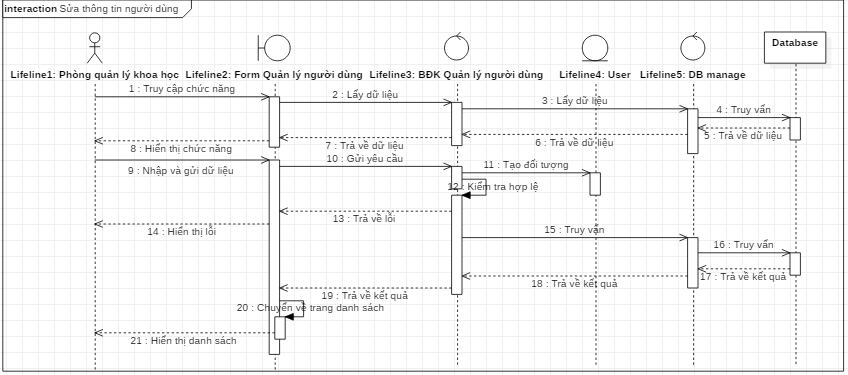 interaction Sửa thông tin người dùng
Lifeline1: Phòng quản lý khoa học
Lifeline2: Form Quản lý người dùng
Lifeline3: BĐK Quản lý người dùng
Lifeline4: User
Lifeline5: DB manage
Database
1 : Truy cập chức năng
2 : Lấy dữ liệu
3 : Lấy dữ liệu
4 : Truy vấn
5 : Trả về dữ liệu
6 : Trả về dữ liệu
7 : Trả về dữ liệu
8 : Hiển thị chức năng
9 : Nhập và gửi dữ liệu
10 : Gửi yêu cầu
11 : Tạo đối tượng
12 : Kiểm tra hợp lệ
13 : Trả về lỗi
14 : Hiển thị lỗi
15 : Truy vấn
16 : Truy vấn
17 : Trả về kết quả
18 : Trả về kết quả
19 : Trả về kết quả
20 : Chuyển về trang danh sách
21 : Hiển thị danh sách